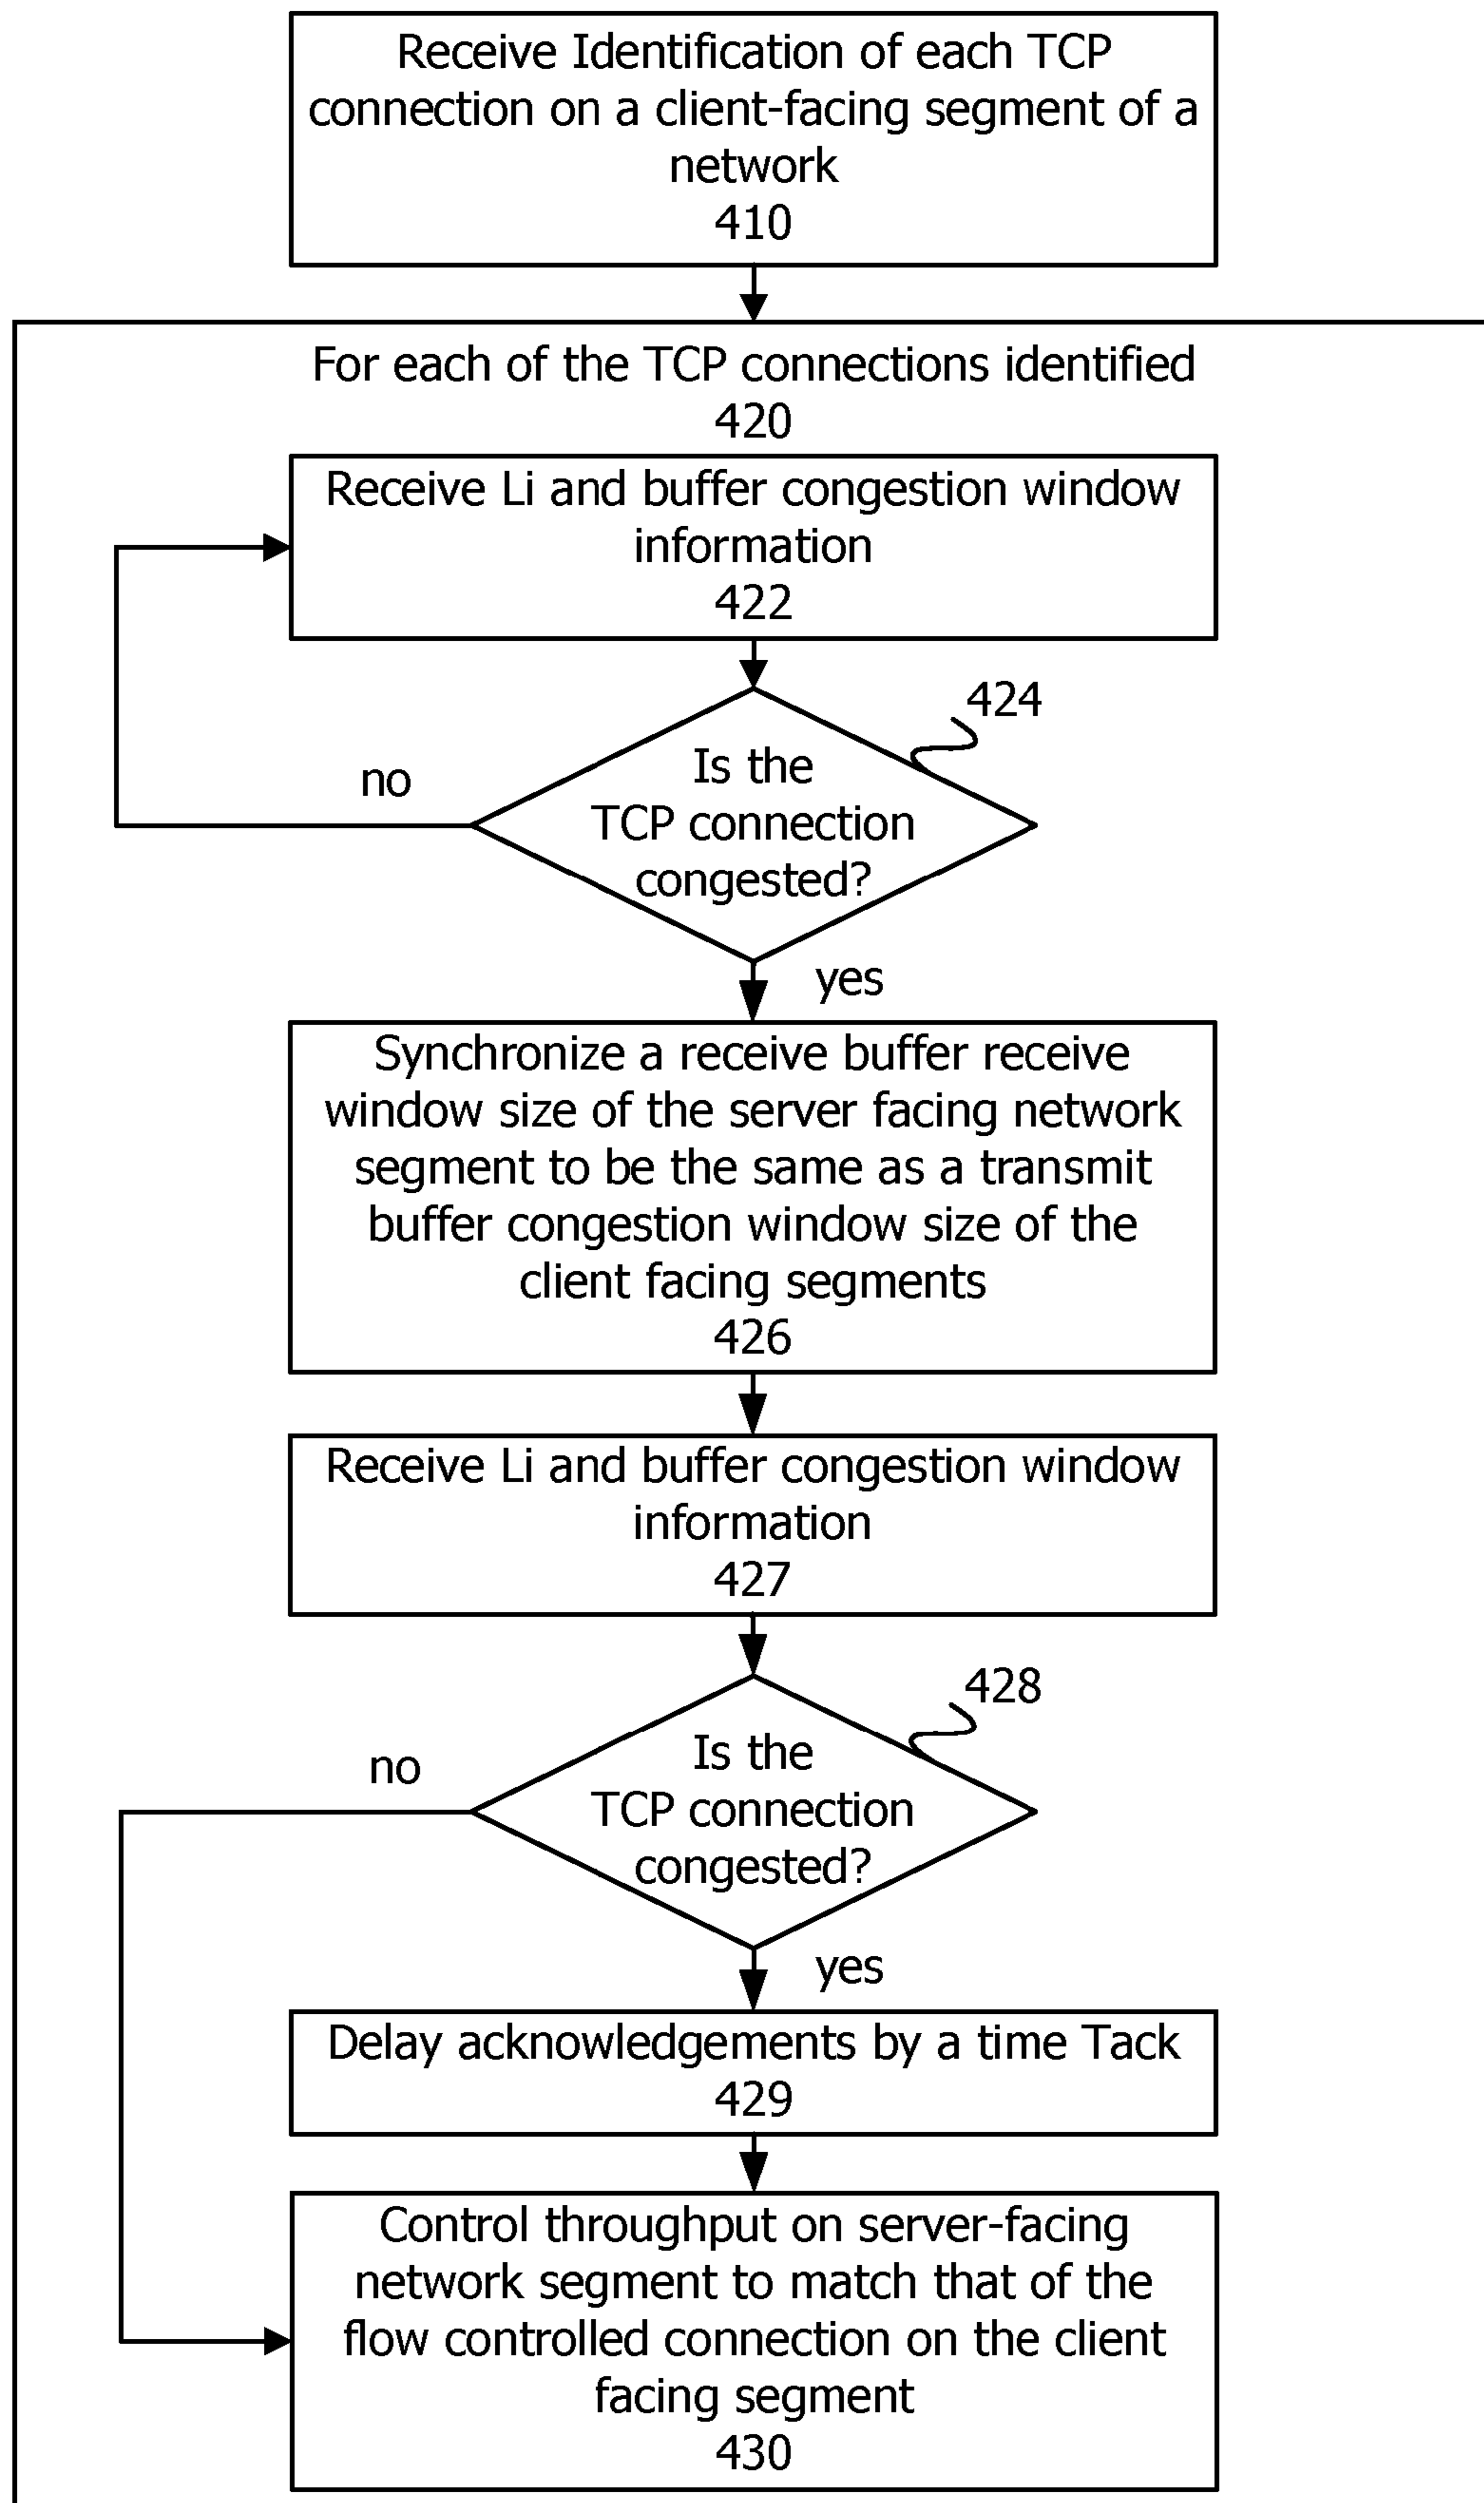 Receive Identification of each TCP
connection on a client-facing segment of a
network
410
For each of the TCP connections identified
420
Receive Li and buffer congestion window
information
422
424
Is the
TCP connection
congested?
no
yes
Synchronize a receive buffer receive
window size of the server facing network
segment to be the same as a transmit
buffer congestion window size of the
client facing segments
426
Receive Li and buffer congestion window
information
427
428
Is the
TCP connection
congested?
no
yes
Delay acknowledgements by a time Tack
429
Control throughput on server-facing
network segment to match that of the
flow controlled connection on the client
facing segment
430